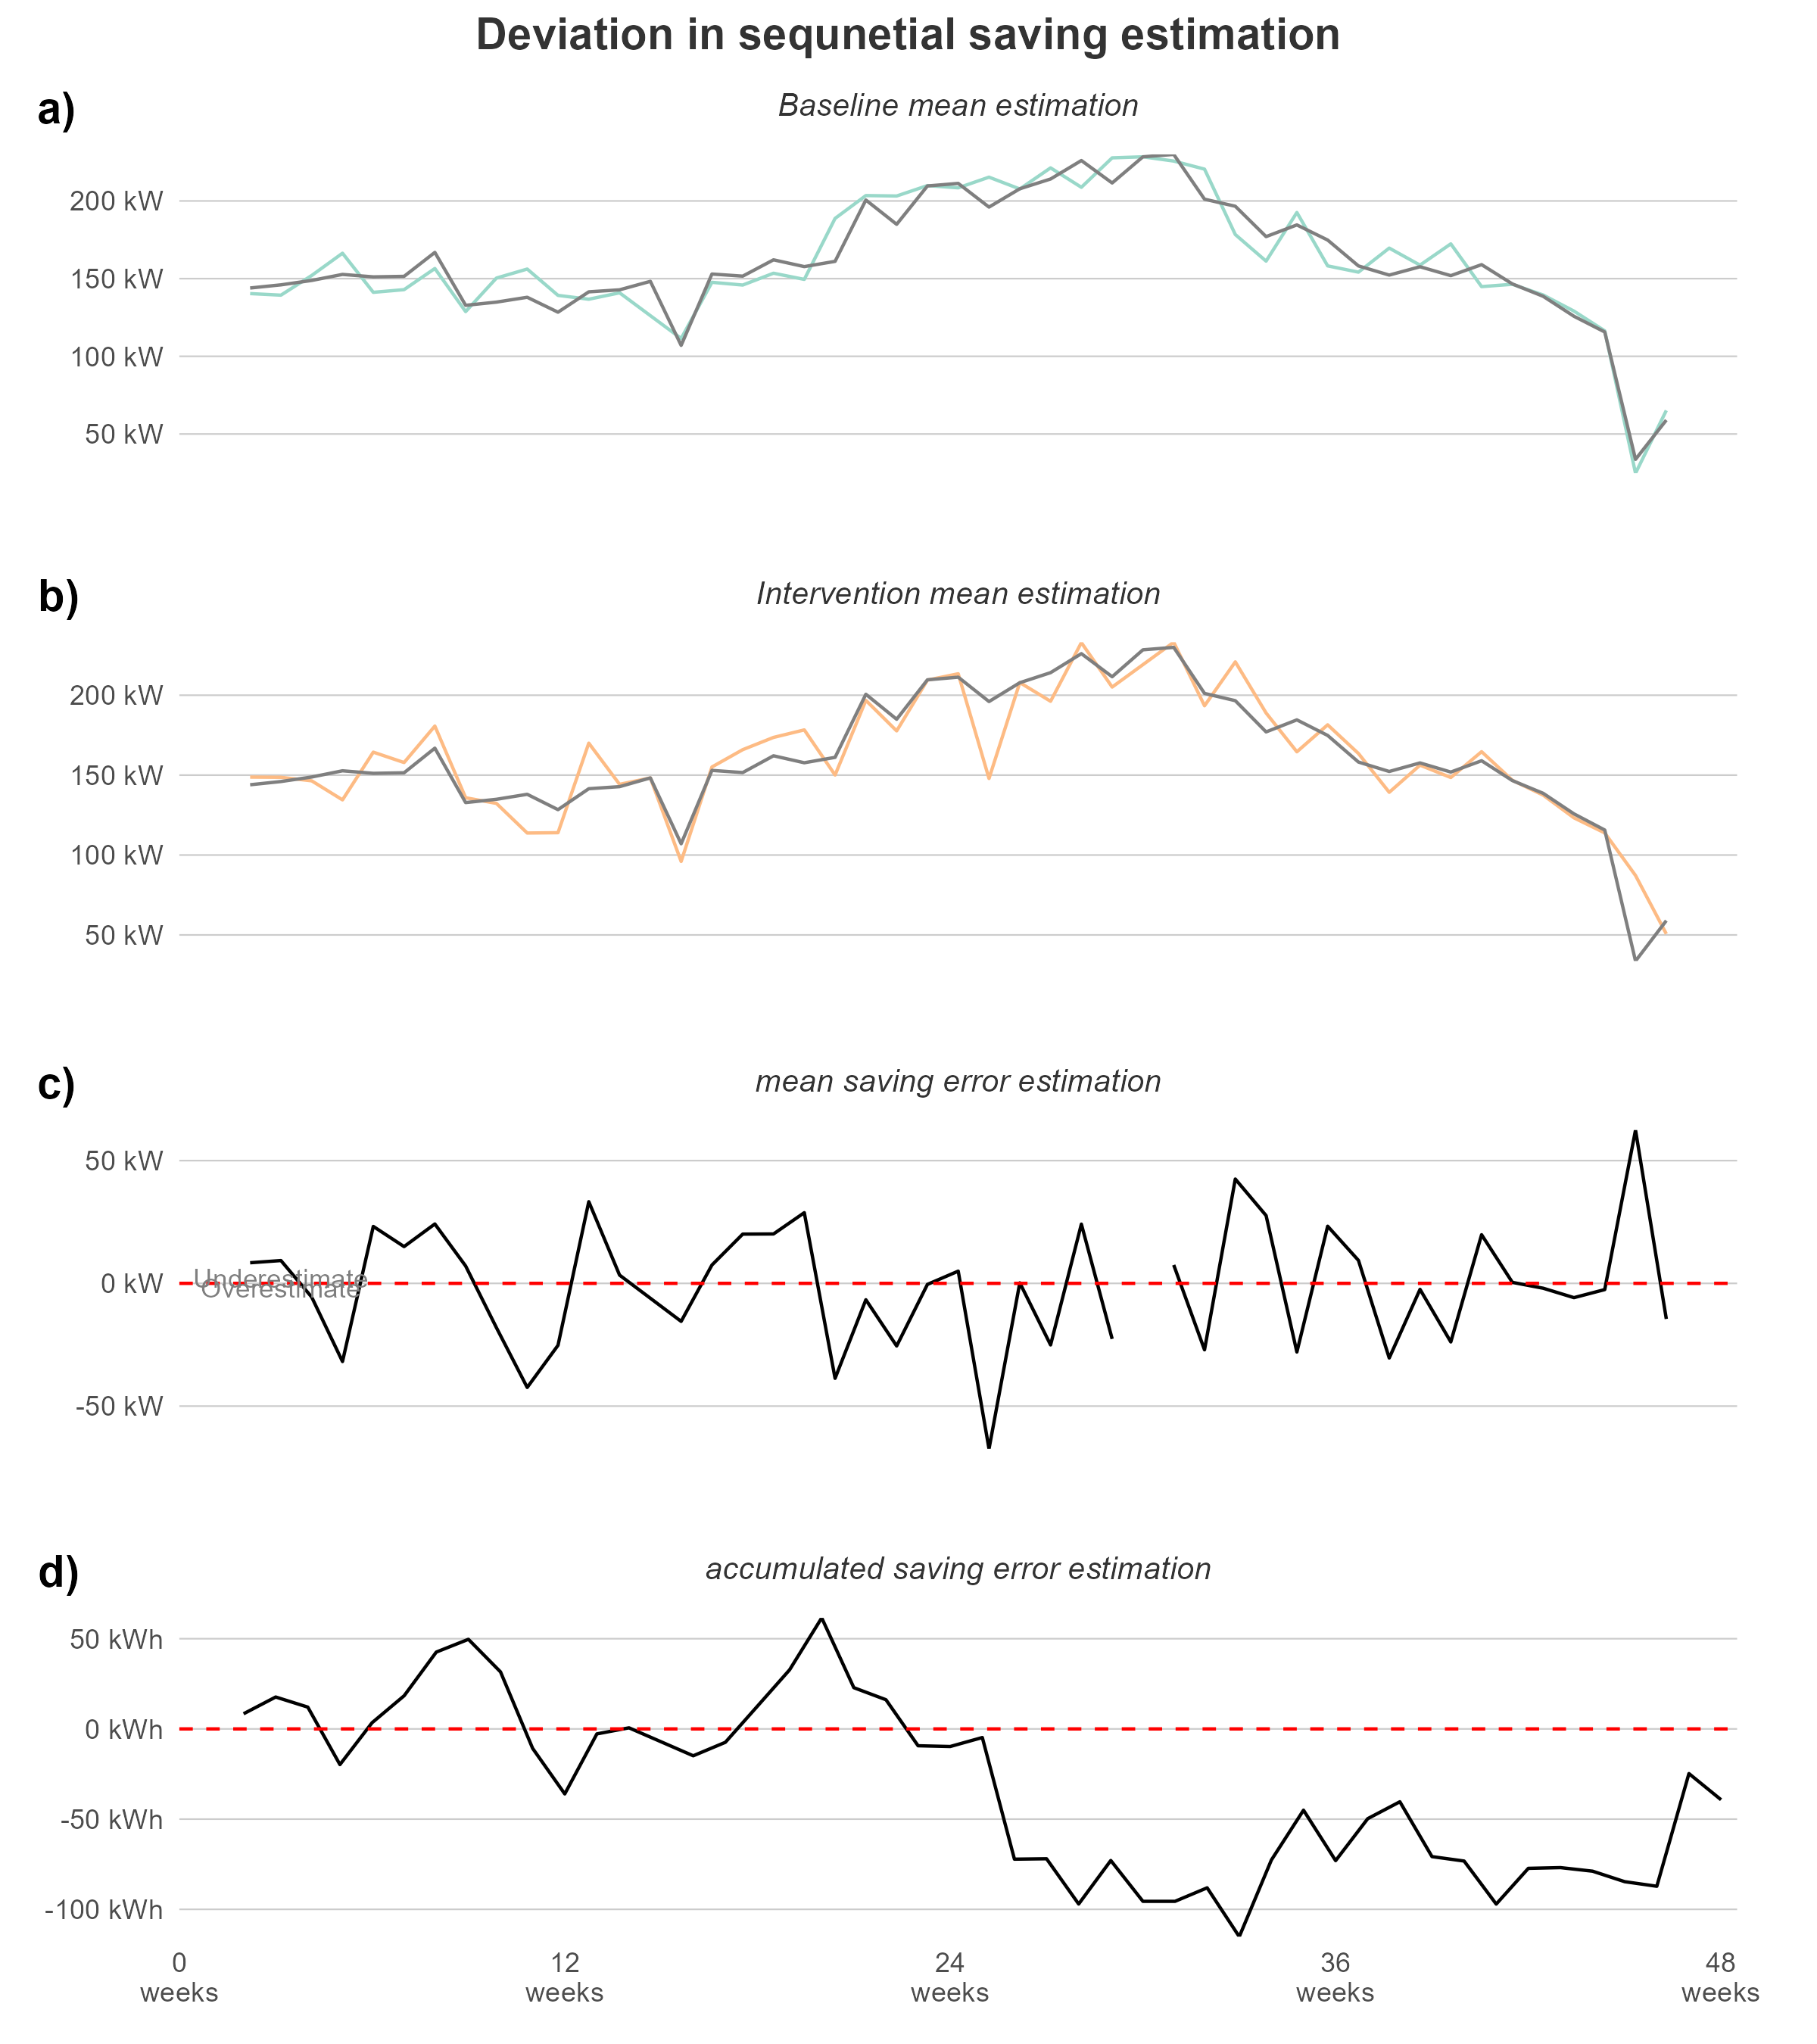 Deviation in sequnetial saving estimation
a)
Baseline mean estimation
200 kW
150 kW
100 kW
50 kW
b)
Intervention mean estimation
200 kW
150 kW
100 kW
50 kW
c)
mean saving error estimation
50 kW
Underestimate
0 kW
Overestimate
-50 kW
d)
accumulated saving error estimation
50 kWh
0 kWh
-50 kWh
-100 kWh
0 12 24 36 48
weeks weeks weeks weeks weeks